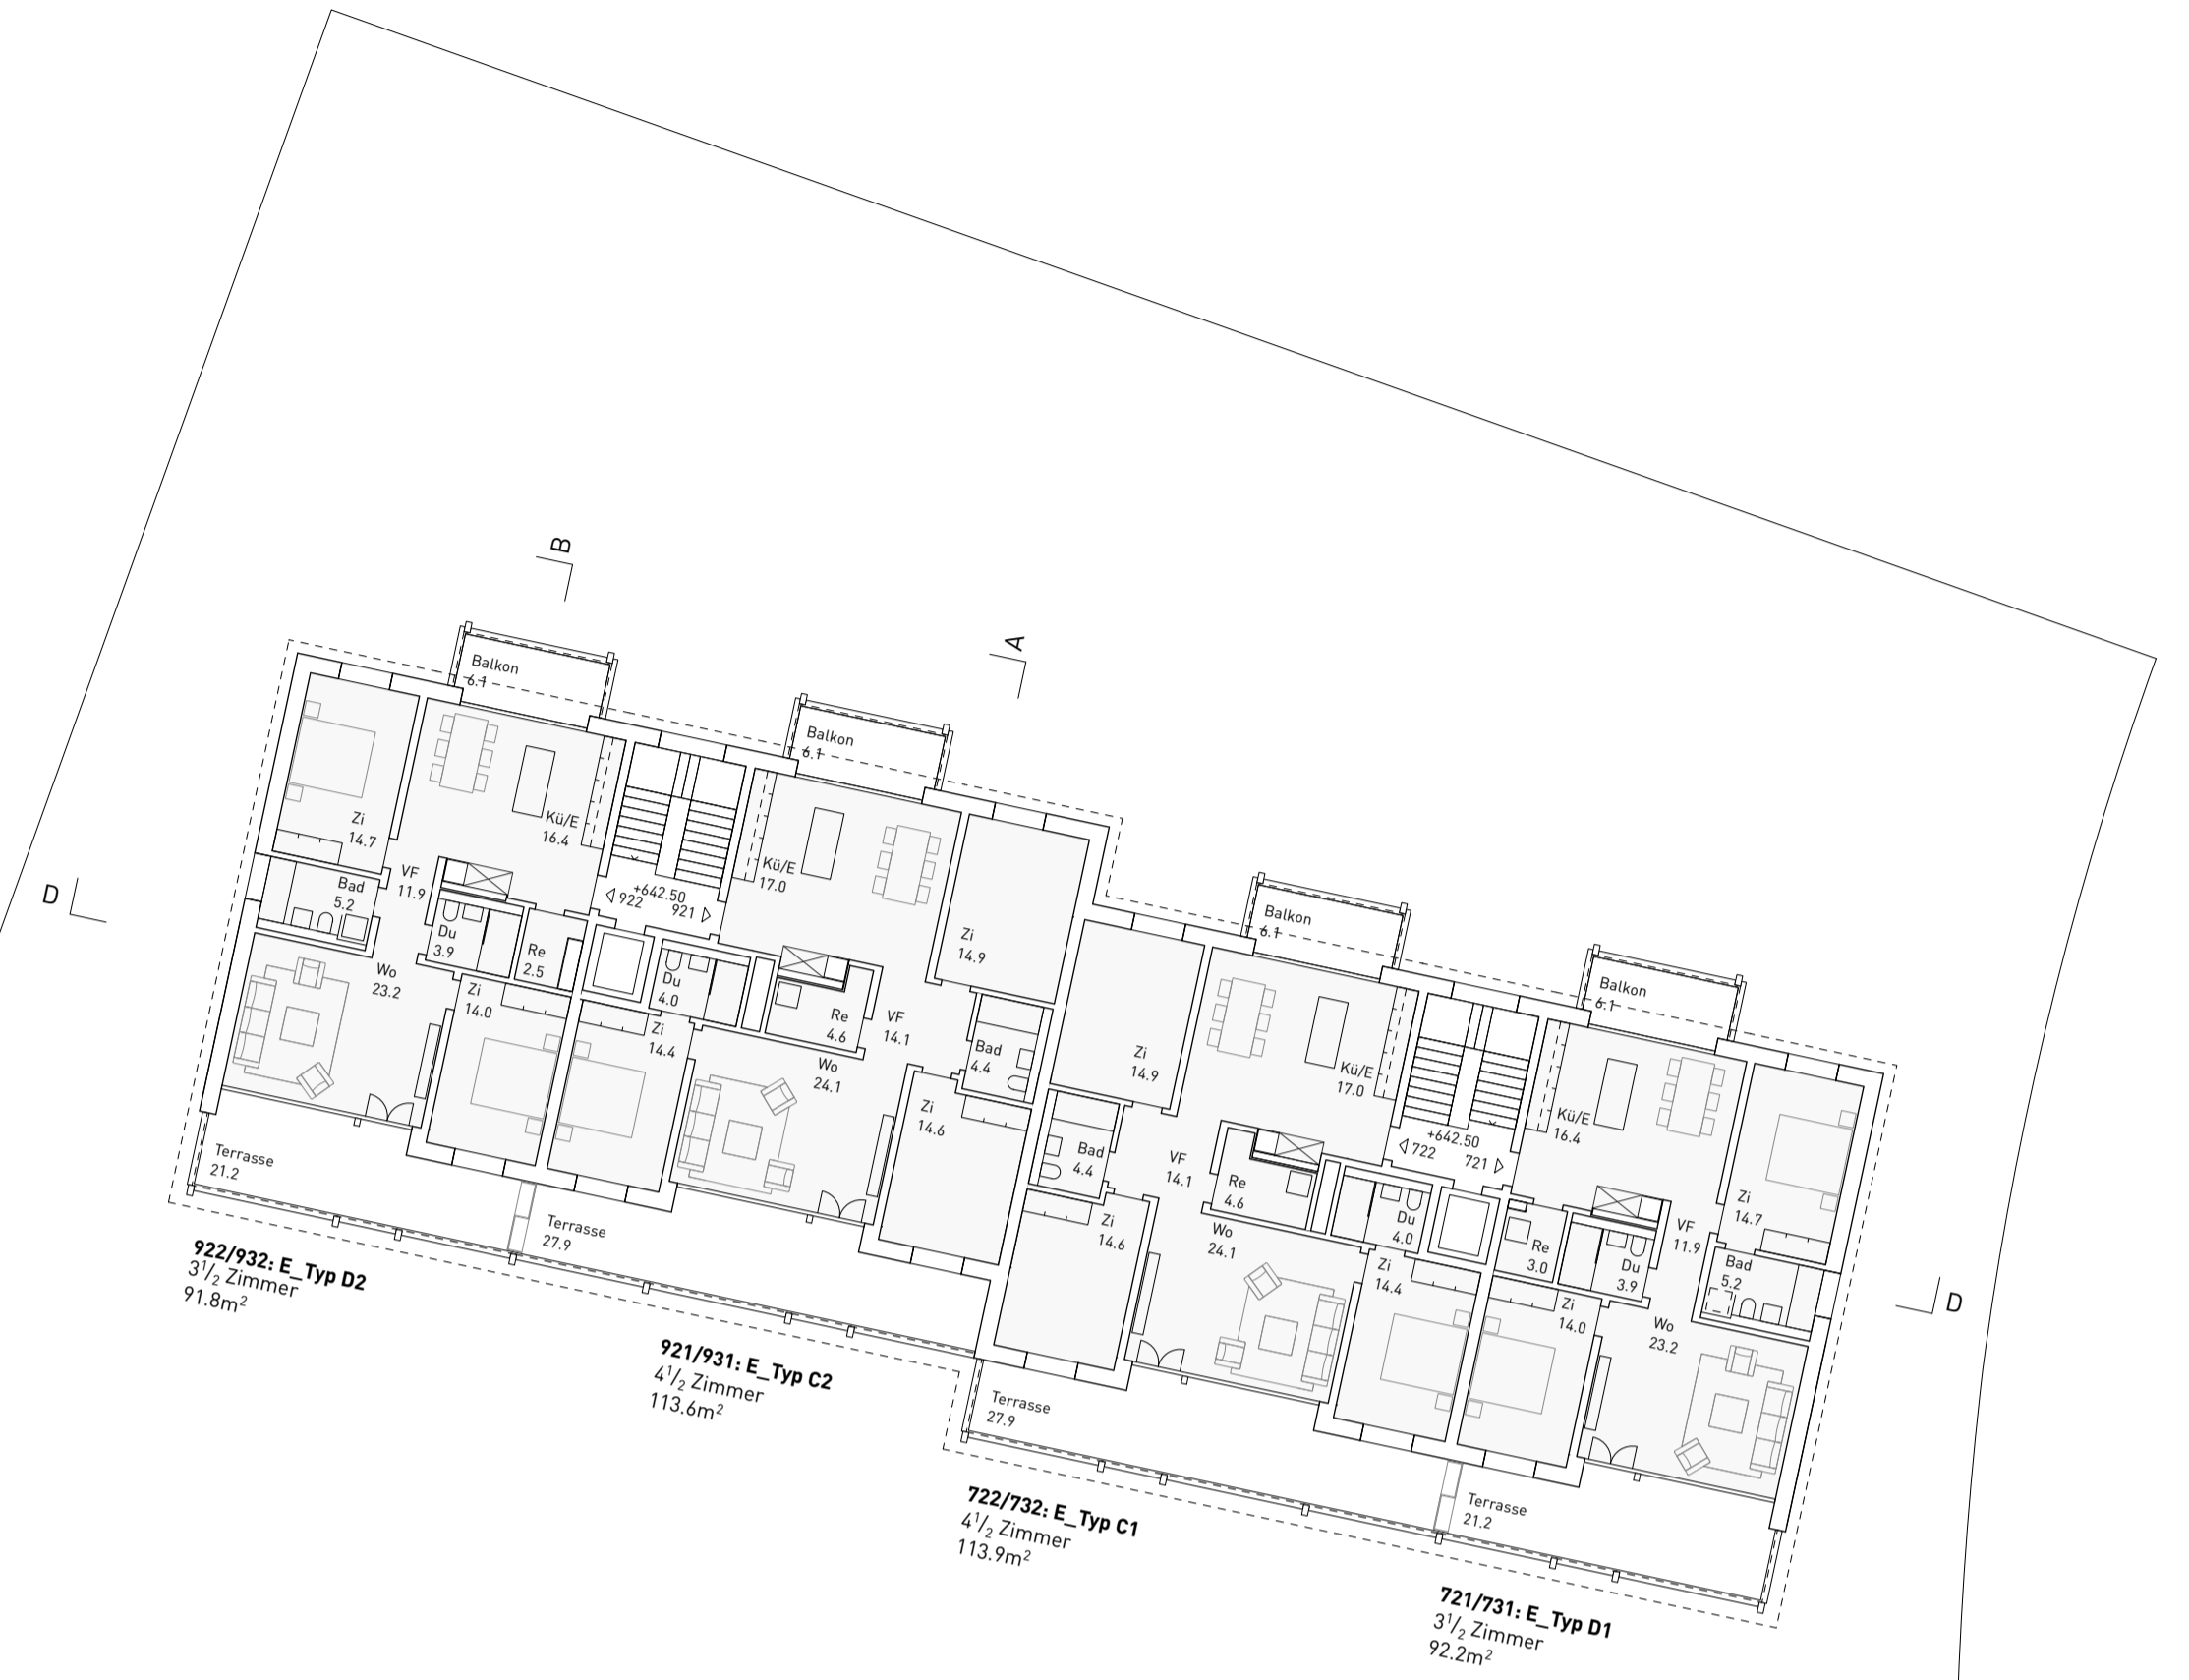 B
A
D
D
Balkon
6.1
Zi
14.7
Kü/E
16.4
VF
11.9
Bad
5.2
Du
3.9
Re
2.5
Wo
23.2
Zi
14.0
Terrasse
21.2
922/932: E_Typ D2
3½ Zimmer
91.8m²
+642.50
922
921
Balkon
6.1
Kü/E
17.0
Zi
14.9
Du
4.0
Re
4.6
VF
14.1
Bad
4.4
Zi
14.4
Wo
24.1
Zi
14.6
Terrasse
27.9
921/931: E_Typ C2
4½ Zimmer
113.6m²
Balkon
6.1
Zi
14.9
Kü/E
17.0
VF
14.1
Bad
4.4
Re
4.6
Du
4.0
Wo
24.1
Zi
14.6
Zi
14.4
Terrasse
27.9
722/732: E_Typ C1
4½ Zimmer
113.9m²
+642.50
722
721
Balkon
6.1
Kü/E
16.4
Zi
14.7
VF
11.9
Bad
5.2
Re
3.0
Du
3.9
Zi
14.0
Wo
23.2
Terrasse
21.2
721/731: E_Typ D1
3½ Zimmer
92.2m²